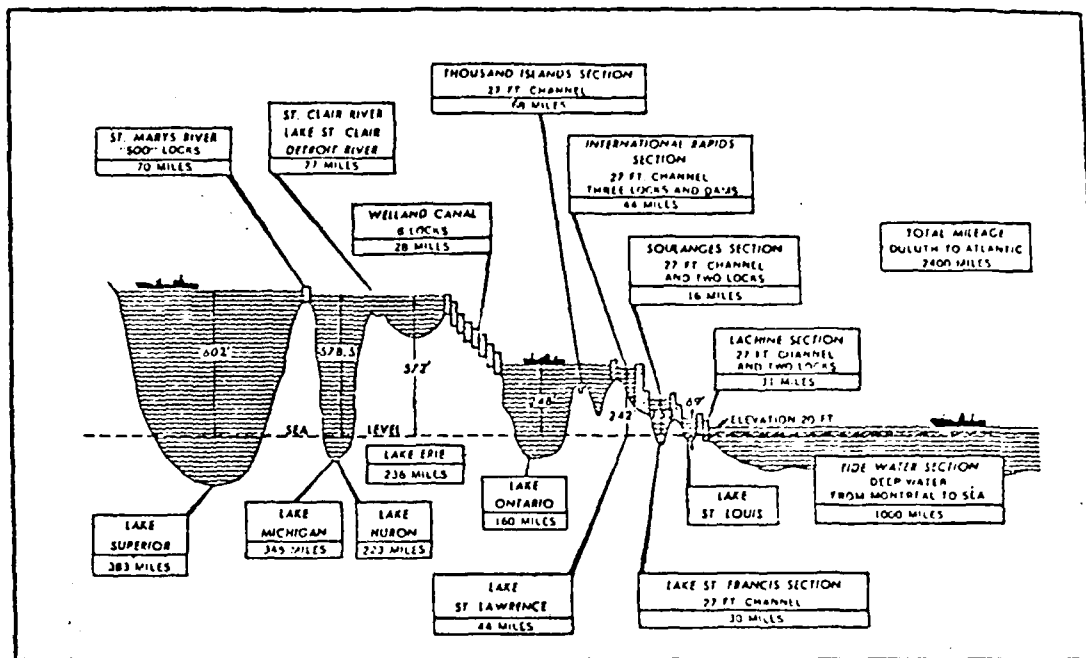 THOUSAND ISLANDS SECTION
27 FT. CHANNEL
MILES
ST. MARYS RIVER
"SOO" LOCKS
70 MILES
ST. CLAIR RIVER
LAKE ST. CLAIR
DETROIT RIVER
77 MILES
INTERNATIONAL RAPIDS
SECTION
27 FT. CHANNEL
THREE LOCKS AND DAMS
44 MILES
WELLAND CANAL
8 LOCKS
28 MILES
SOULANGES SECTION
27 FT. CHANNEL
AND TWO LOCKS
16 MILES
TOTAL MILEAGE
DULUTH TO ATLANTIC
2400 MILES
LACHINE SECTION
27 FT. CHANNEL
AND TWO LOCKS
31 MILES
602'
578.5
572'
248'
242
69'
ELEVATION 20 FT
SEA LEVEL
LAKE ERIE
236 MILES
LAKE
SUPERIOR
383 MILES
LAKE
MICHIGAN
345 MILES
LAKE
HURON
223 MILES
LAKE
ONTARIO
160 MILES
LAKE
ST. LOUIS
TIDE WATER SECTION
DEEP WATER
FROM MONTREAL TO SEA
1000 MILES
LAKE
ST. LAWRENCE
44 MILES
LAKE ST. FRANCIS SECTION
27 FT. CHANNEL
30 MILES